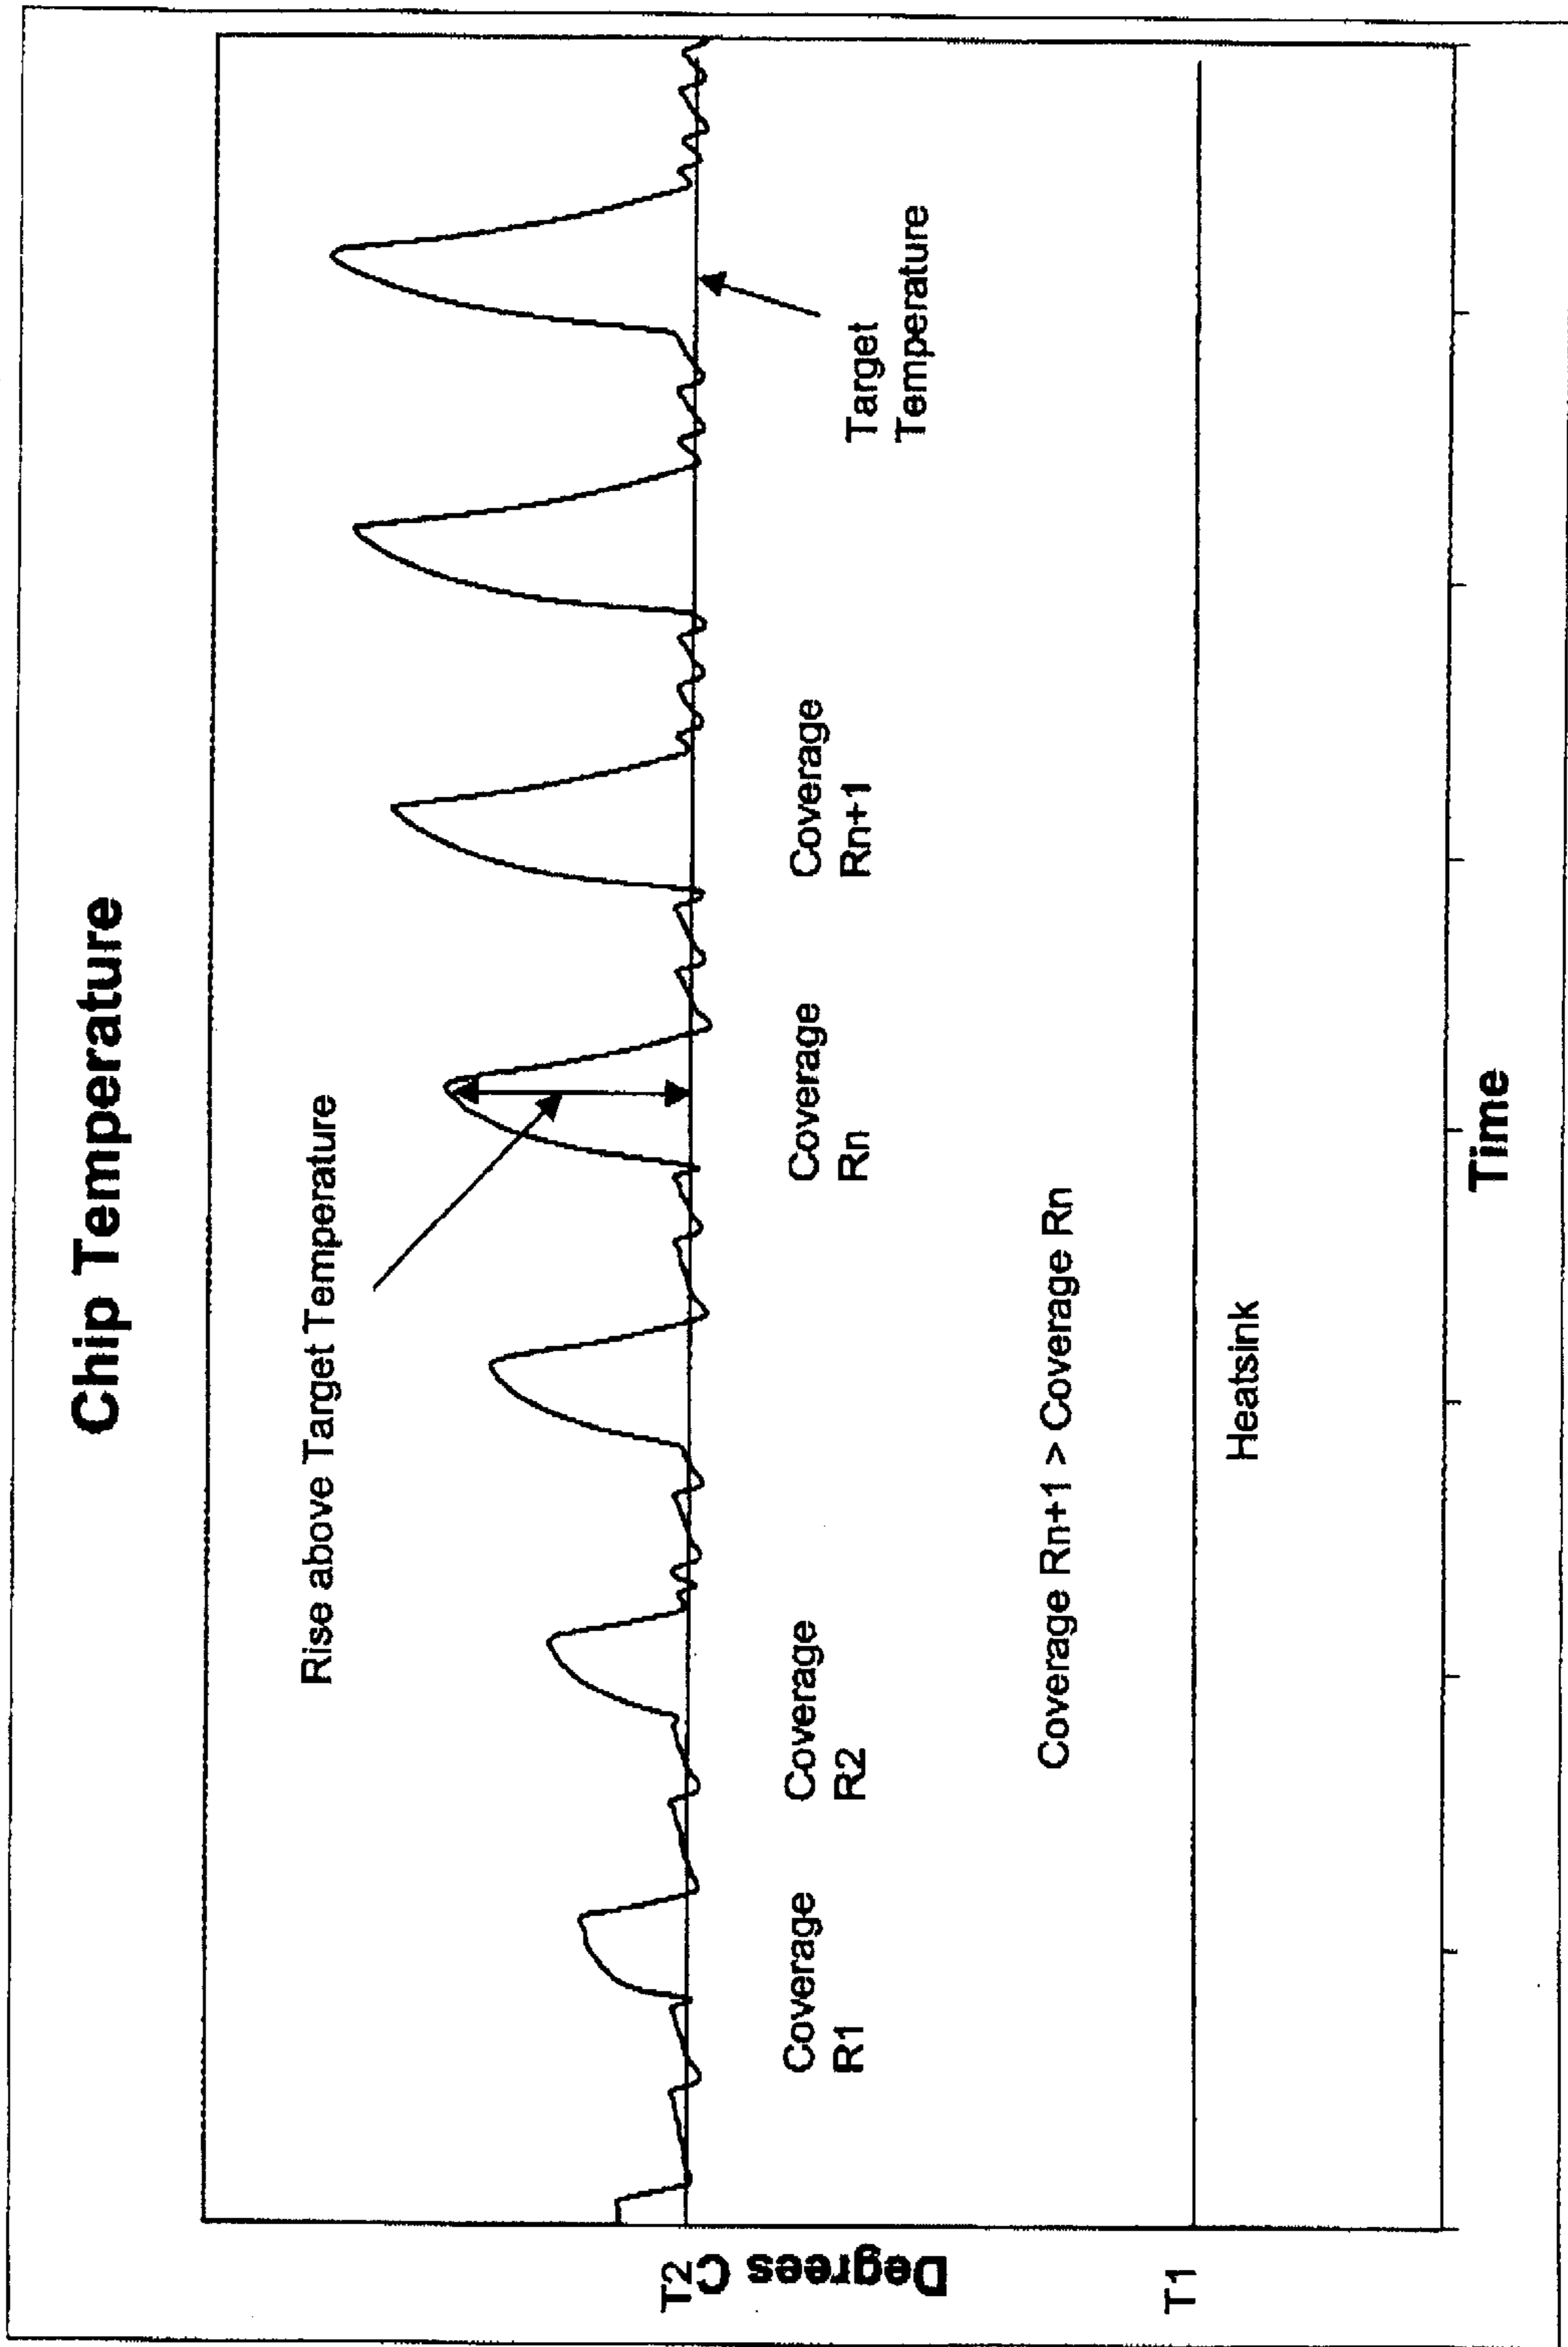 Chip Temperature
Rise above Target Temperature
T2
Degrees C
Coverage
R1
Coverage
R2
Coverage
Rn
Coverage
Rn+1
Target
Temperature
Coverage Rn+1 > Coverage Rn
T1
Heatsink
Time